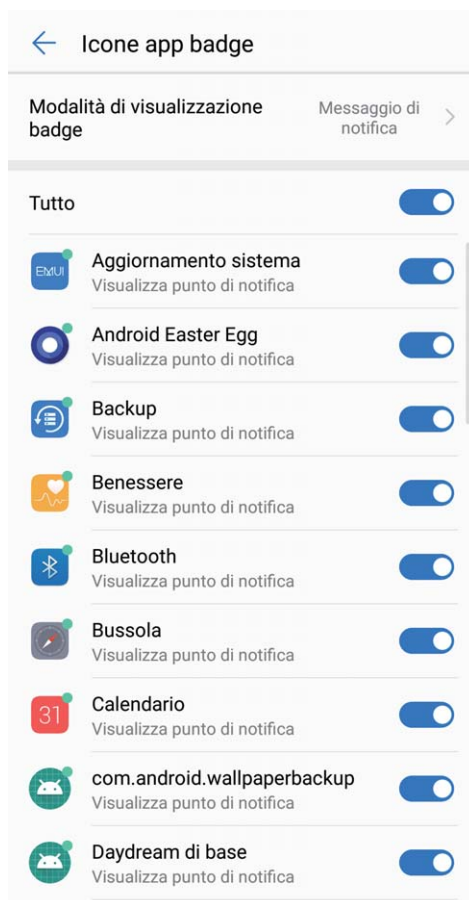 Icone app badge
Modalità di visualizzazione
badge
Messaggio di
notifica
Tutto
EMUI
Aggiornamento sistema
Visualizza punto di notifica
Android Easter Egg
Visualizza punto di notifica
Backup
Visualizza punto di notifica
Benessere
Visualizza punto di notifica
Bluetooth
Visualizza punto di notifica
Bussola
Visualizza punto di notifica
31
Calendario
Visualizza punto di notifica
com.android.wallpaperbackup
Visualizza punto di notifica
Daydream di base
Visualizza punto di notifica